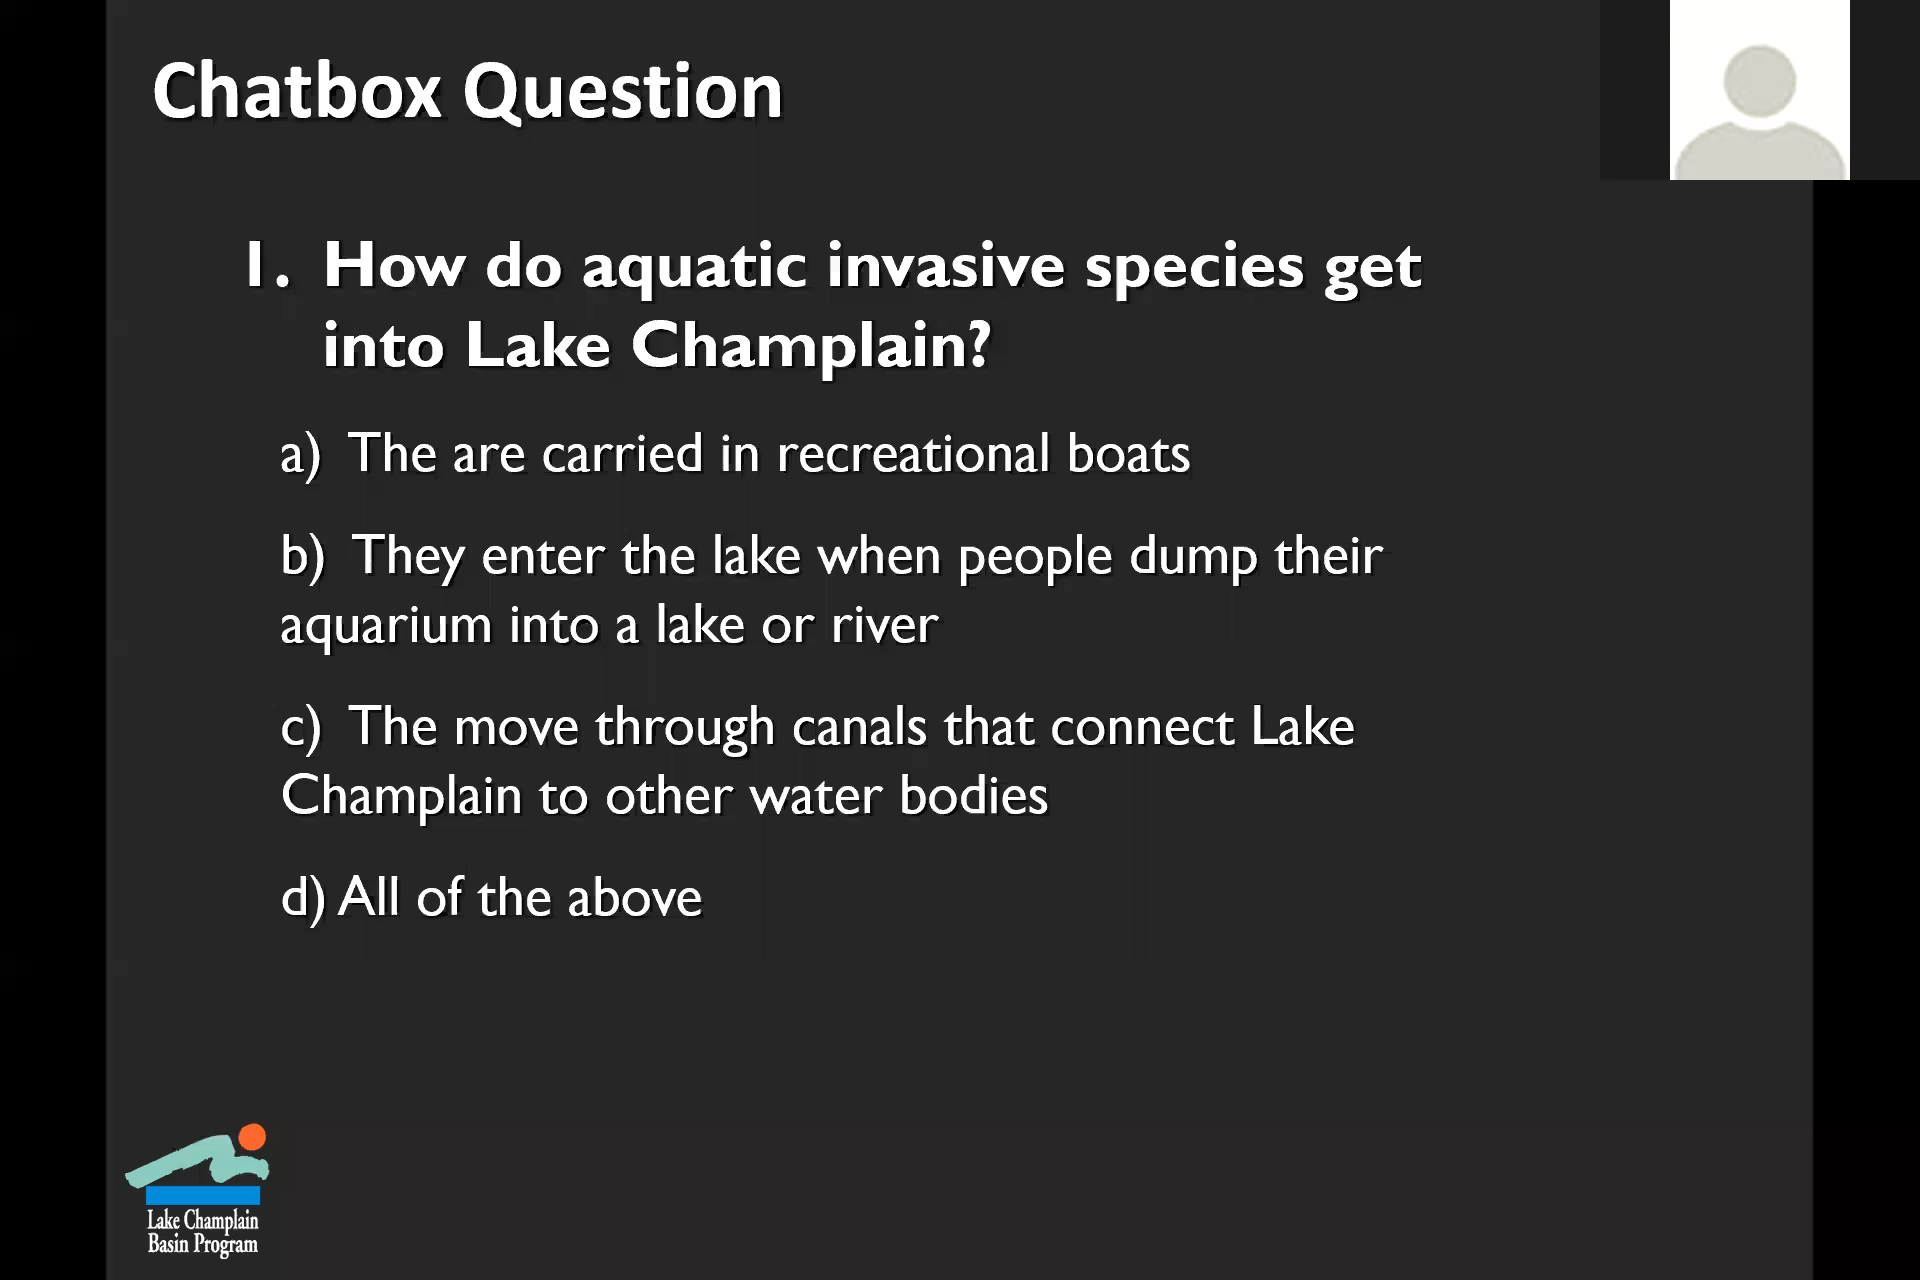 Chatbox Question
1. How do aquatic invasive species get
into Lake Champlain?
a) The are carried in recreational boats
b) They enter the lake when people dump their
aquarium into a lake or river
c) The move through canals that connect Lake
Champlain to other water bodies
d) All of the above
Lake Champlain
Basin Program